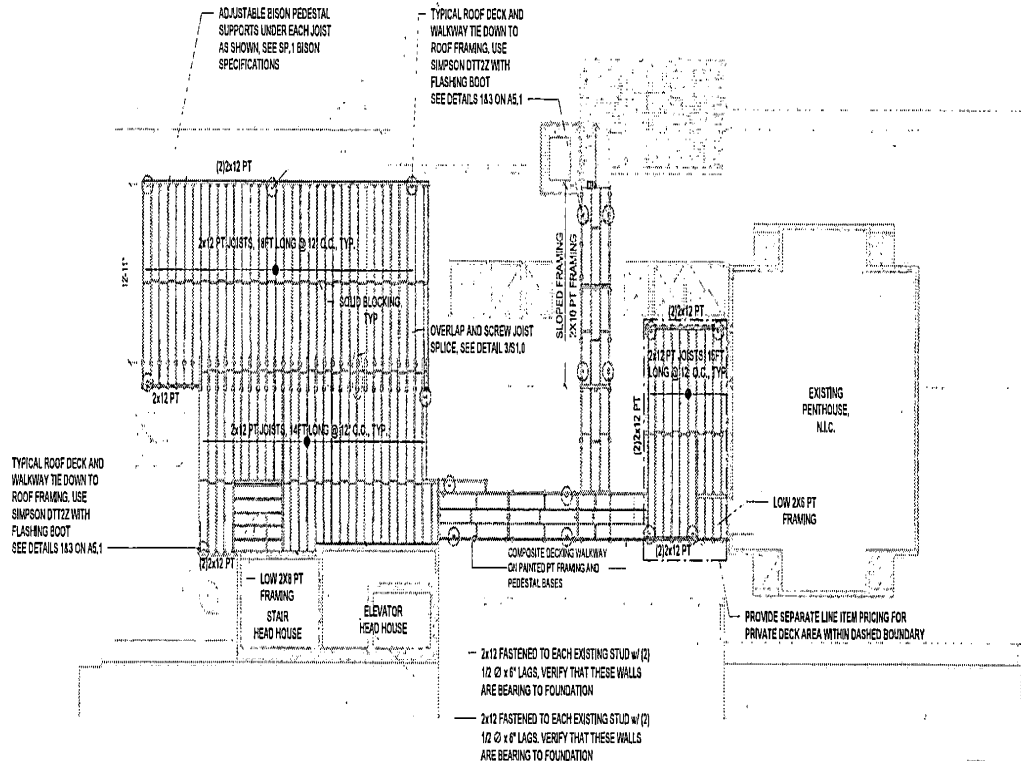 ADJUSTABLE BISON PEDESTAL
SUPPORTS UNDER EACH JOIST
AS SHOWN, SEE SP.1 BISON
SPECIFICATIONS
TYPICAL ROOF DECK AND
WALKWAY TIE DOWN TO
ROOF FRAMING, USE
SIMPSON DTT2Z WITH
FLASHING BOOT
SEE DETAILS 1&3 ON A5.1
(2)2x12 PT
2x12 PT JOISTS, 18FT LONG @ 12" O.C., TYP.
12'-11"
SOLID BLOCKING,
TYP
OVERLAP AND SCREW JOIST
SPLICE, SEE DETAIL 3/S1.0
SLOPED FRAMING
2X10 PT FRAMING
(2)2x12 PT
2x12 PT JOISTS, 16FT
LONG @ 12" O.C., TYP.
(2)2x12 PT
EXISTING
PENTHOUSE,
N.I.C.
2x12 PT
2x12 PT JOISTS, 14FT LONG @ 12" O.C., TYP.
TYPICAL ROOF DECK AND
WALKWAY TIE DOWN TO
ROOF FRAMING, USE
SIMPSON DTT2Z WITH
FLASHING BOOT
SEE DETAILS 1&3 ON A5.1
LOW 2X6 PT
FRAMING
(2)2x12 PT
(2)2x12 PT
COMPOSITE DECKING WALKWAY
ON PAINTED PT FRAMING AND
PEDESTAL BASES
LOW 2X8 PT
FRAMING
STAIR
HEAD HOUSE
ELEVATOR
HEAD HOUSE
PROVIDE SEPARATE LINE ITEM PRICING FOR
PRIVATE DECK AREA WITHIN DASHED BOUNDARY
2x12 FASTENED TO EACH EXISTING STUD w/ (2)
1/2 Ø x 6" LAGS, VERIFY THAT THESE WALLS
ARE BEARING TO FOUNDATION
2x12 FASTENED TO EACH EXISTING STUD w/ (2)
1/2 Ø x 6" LAGS. VERIFY THAT THESE WALLS
ARE BEARING TO FOUNDATION